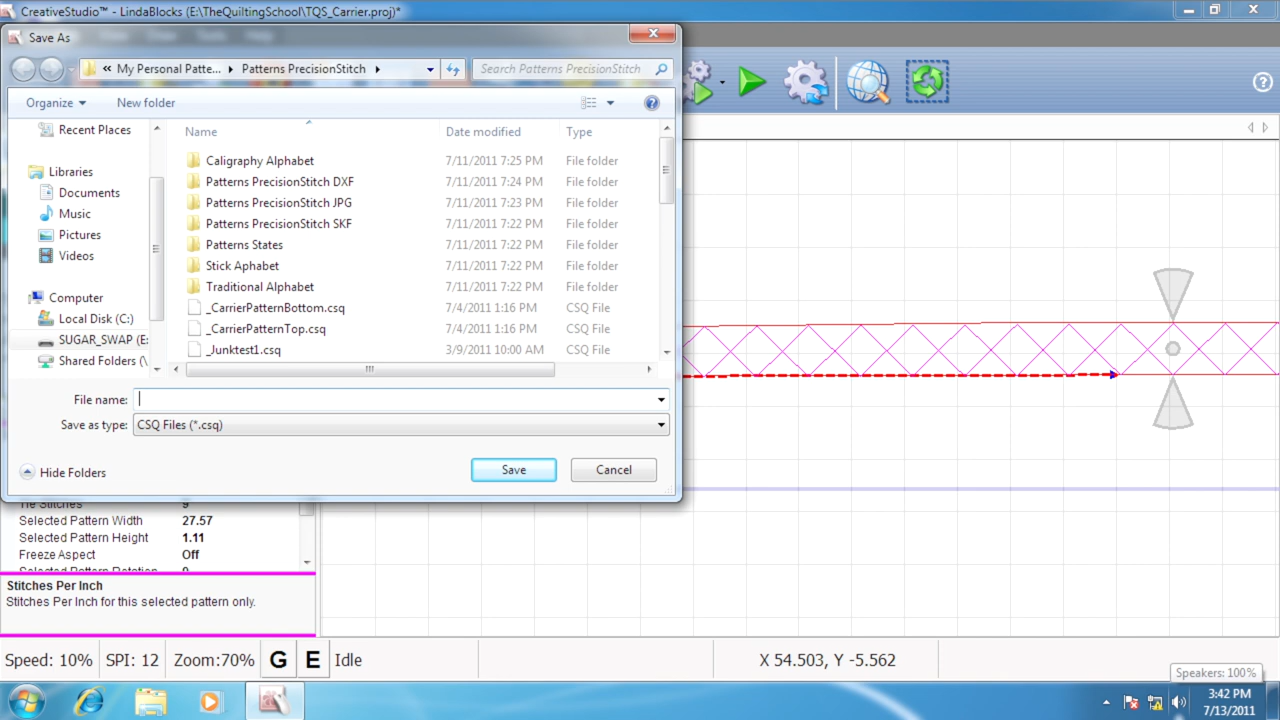 CreativeStudio™ - LindaBlocks (E:\TheQuiltingSchool\TQS_Carrier.proj)*
Save As
« My Personal Patte... Patterns PrecisionStitch
Search Patterns PrecisionStitch
Organize
New folder
Recent Places
Libraries
Documents
Music
Pictures
Videos
Computer
Local Disk (C:)
SUGAR_SWAP (E:
Shared Folders (\
Name Date modified Type
Caligraphy Alphabet 7/11/2011 7:25 PM File folder
Patterns PrecisionStitch DXF 7/11/2011 7:24 PM File folder
Patterns PrecisionStitch JPG 7/11/2011 7:23 PM File folder
Patterns PrecisionStitch SKF 7/11/2011 7:22 PM File folder
Patterns States 7/11/2011 7:22 PM File folder
Stick Aphabet 7/11/2011 7:22 PM File folder
Traditional Alphabet 7/11/2011 7:22 PM File folder
_CarrierPatternBottom.csq 7/4/2011 1:16 PM CSQ File
_CarrierPatternTop.csq 7/4/2011 1:16 PM CSQ File
_Junktest1.csq 3/9/2011 10:00 AM CSQ File
File name:
Save as type: CSQ Files (*.csq)
Hide Folders
Save
Cancel
Tie Stitches 9
Selected Pattern Width 27.57
Selected Pattern Height 1.11
Freeze Aspect Off
Selected Pattern Rotation 0
Stitches Per Inch
Stitches Per Inch for this selected pattern only.
Speed: 10% SPI: 12 Zoom:70% G E Idle X 54.503, Y -5.562
Speakers: 100%
3:42 PM
7/13/2011